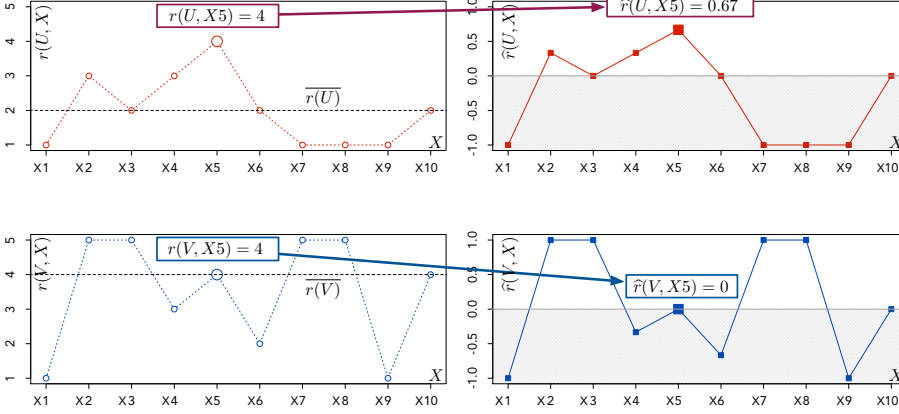 r(U, X5) = 4
r̂(U, X5) = 0.67
5
4
3
2
1
r(U, X)
r(U)
X
X1 X2 X3 X4 X5 X6 X7 X8 X9 X10
1.0
0.5
0.0
-0.5
-1.0
r̂(U, X)
X
X1 X2 X3 X4 X5 X6 X7 X8 X9 X10
r(V, X5) = 4
r̂(V, X5) = 0
5
4
3
2
1
r(V, X)
r(V)
X
X1 X2 X3 X4 X5 X6 X7 X8 X9 X10
1.0
0.5
0.0
-0.5
-1.0
r̂(V, X)
X
X1 X2 X3 X4 X5 X6 X7 X8 X9 X10